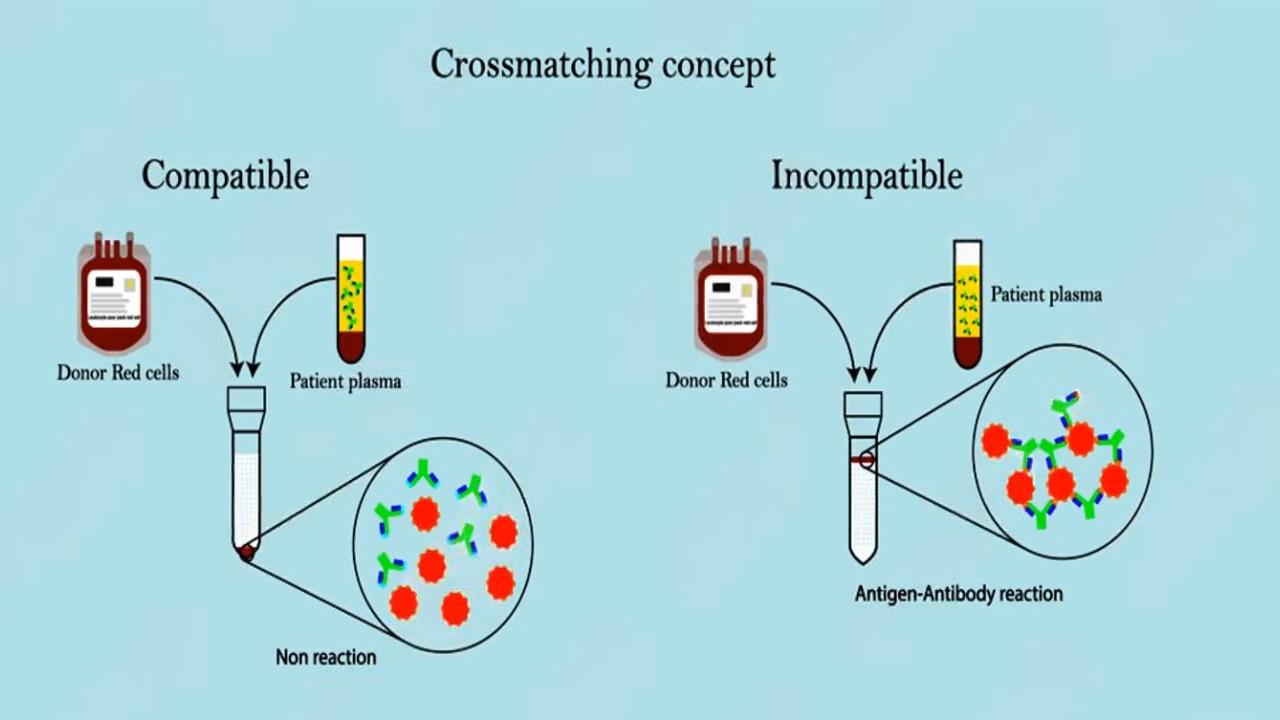 Crossmatching concept
Compatible
Incompatible
Donor Red cells
Patient plasma
Patient plasma
Donor Red cells
Non reaction
Antigen-Antibody reaction